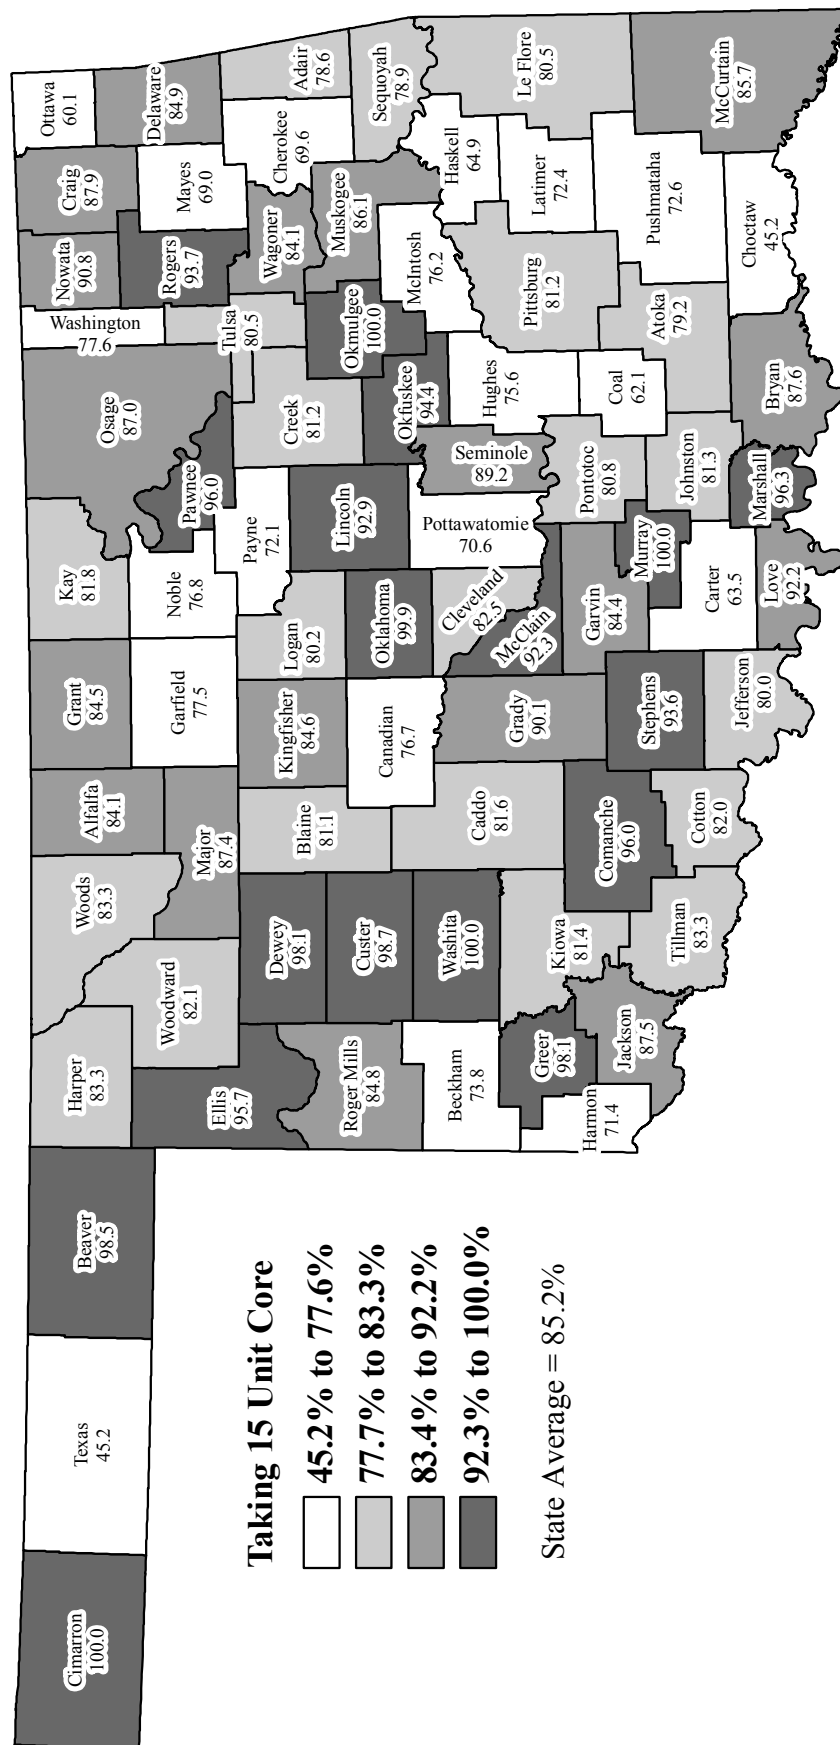 Cimarron
100.0
Texas
45.2
Beaver
98.5
Harper
83.3
Woods
83.3
Alfalfa
84.1
Grant
84.5
Kay
81.8
Osage
87.0
Washington
77.6
Nowata
90.8
Craig
87.9
Ottawa
60.1
Ellis
95.7
Woodward
82.1
Major
87.4
Garfield
77.5
Noble
76.8
Pawnee
96.0
Rogers
93.7
Mayes
69.0
Delaware
84.9
Dewey
98.1
Blaine
81.1
Kingfisher
84.6
Logan
80.2
Payne
72.1
Creek
81.2
Tulsa
80.5
Wagoner
84.1
Cherokee
69.6
Adair
78.6
Roger Mills
84.8
Custer
98.7
Canadian
76.7
Oklahoma
99.9
Lincoln
92.9
Okfuskee
94.4
Okmulgee
100.0
Muskogee
86.1
Sequoyah
78.9
Beckham
73.8
Washita
100.0
Caddo
81.6
Grady
90.1
Cleveland
82.5
McClain
92.3
Pottawatomie
70.6
Seminole
89.2
Hughes
75.6
McIntosh
76.2
Haskell
64.9
Le Flore
80.5
Greer
98.1
Kiowa
81.4
Comanche
96.0
Stephens
93.6
Garvin
84.4
Murray
100.0
Pontotoc
80.8
Coal
62.1
Pittsburg
81.2
Latimer
72.4
Harmon
71.4
Jackson
87.5
Tillman
83.3
Cotton
82.0
Jefferson
80.0
Carter
63.5
Johnston
81.3
Atoka
79.2
Pushmataha
72.6
McCurtain
85.7
Love
92.2
Marshall
96.3
Bryan
87.6
Choctaw
45.2
Taking 15 Unit Core
45.2% to 77.6%
77.7% to 83.3%
83.4% to 92.2%
92.3% to 100.0%
State Average = 85.2%